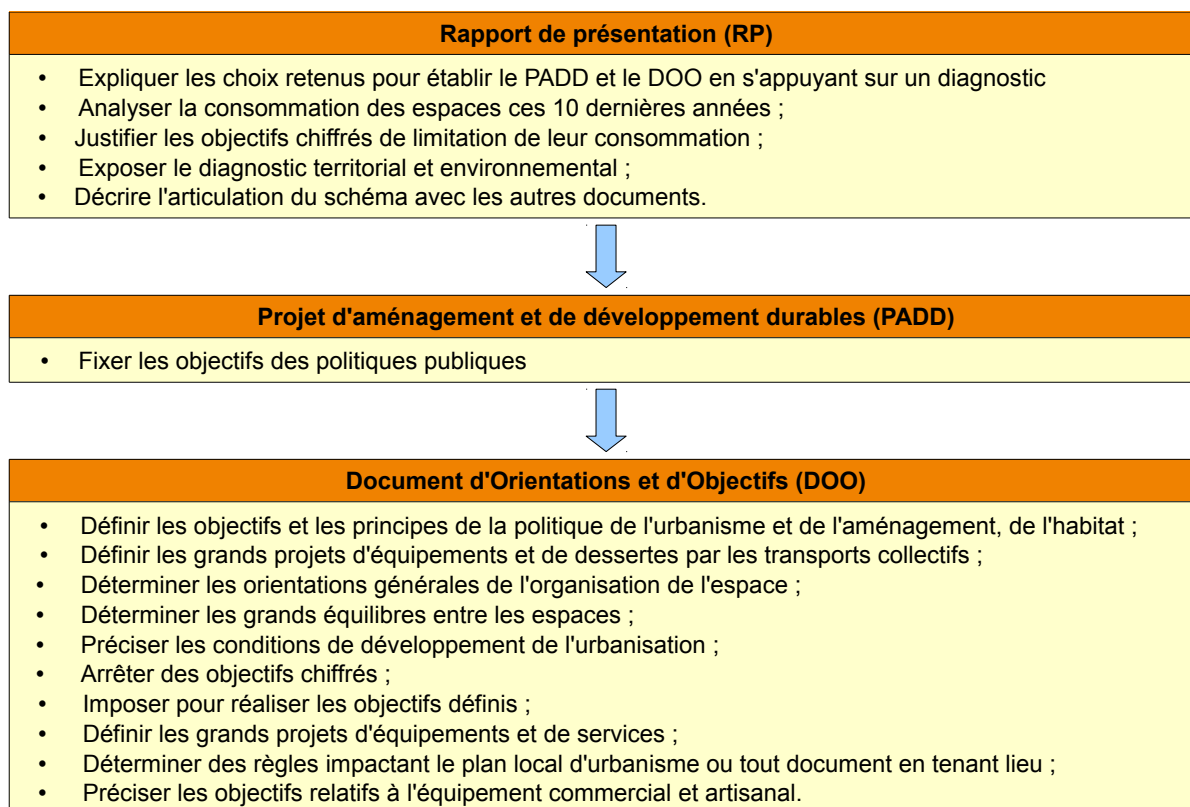 Rapport de présentation (RP)
• Expliquer les choix retenus pour établir le PADD et le DOO en s'appuyant sur un diagnostic
• Analyser la consommation des espaces ces 10 dernières années ;
• Justifier les objectifs chiffrés de limitation de leur consommation ;
• Exposer le diagnostic territorial et environnemental ;
• Décrire l'articulation du schéma avec les autres documents.
Projet d'aménagement et de développement durables (PADD)
• Fixer les objectifs des politiques publiques
Document d'Orientations et d'Objectifs (DOO)
• Définir les objectifs et les principes de la politique de l'urbanisme et de l'aménagement, de l'habitat ;
• Définir les grands projets d'équipements et de dessertes par les transports collectifs ;
• Déterminer les orientations générales de l'organisation de l'espace ;
• Déterminer les grands équilibres entre les espaces ;
• Préciser les conditions de développement de l'urbanisation ;
• Arrêter des objectifs chiffrés ;
• Imposer pour réaliser les objectifs définis ;
• Définir les grands projets d'équipements et de services ;
• Déterminer des règles impactant le plan local d'urbanisme ou tout document en tenant lieu ;
• Préciser les objectifs relatifs à l'équipement commercial et artisanal.